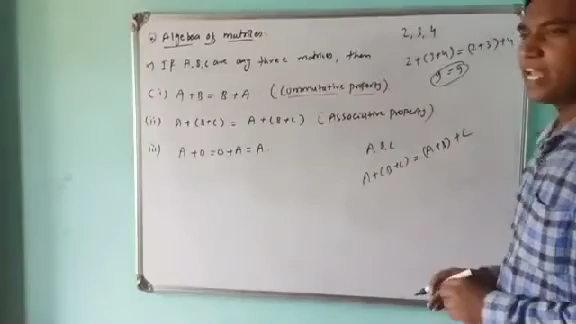 Algebra of matrices:
1) If A.B.C are any three matrices, then
(i) A+B = B+A (commutative property)
(ii) A+(B+C) = A+(B+C) (Associative property)
iii) A+0=0+A=A.
2, 3, 4
2+(3+4) = (2+3)+4
9=9
A.B.C
A+(B+C) = (A+B)+C